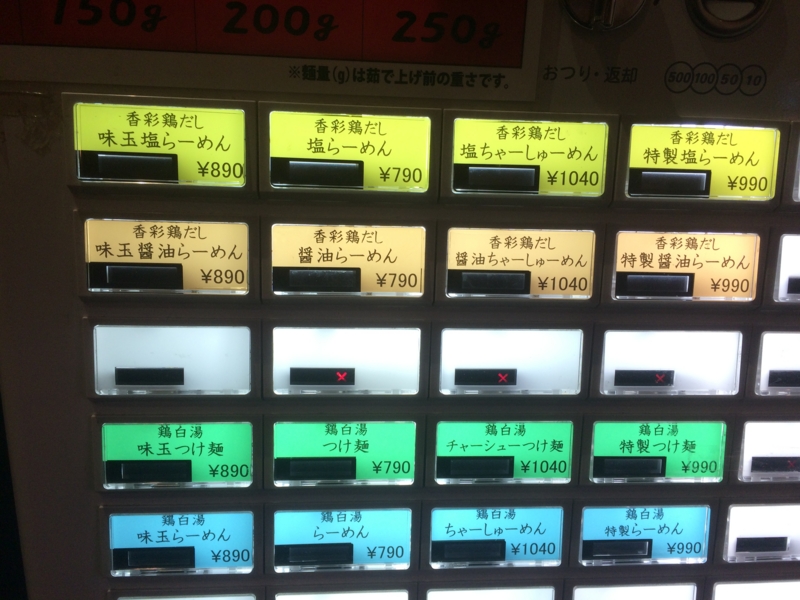 150g 200g 250g
※麺量(g)は茹で上げ前の重さです。
おつり・返却
500 100 50 10
香彩鶏だし
味玉塩らーめん
¥890
香彩鶏だし
塩らーめん
¥790
香彩鶏だし
塩ちゃーしゅーめん
¥1040
香彩鶏だし
特製塩らーめん
¥990
香彩鶏だし
味玉醤油らーめん
¥890
香彩鶏だし
醤油らーめん
¥790
香彩鶏だし
醤油ちゃーしゅーめん
¥1040
香彩鶏だし
特製醤油らーめん
¥990
鶏白湯
味玉つけ麺
¥890
鶏白湯
つけ麺
¥790
鶏白湯
チャーシューつけ麺
¥1040
鶏白湯
特製つけ麺
¥990
鶏白湯
味玉らーめん
¥890
鶏白湯
らーめん
¥790
鶏白湯
ちゃーしゅーめん
¥1040
鶏白湯
特製らーめん
¥990